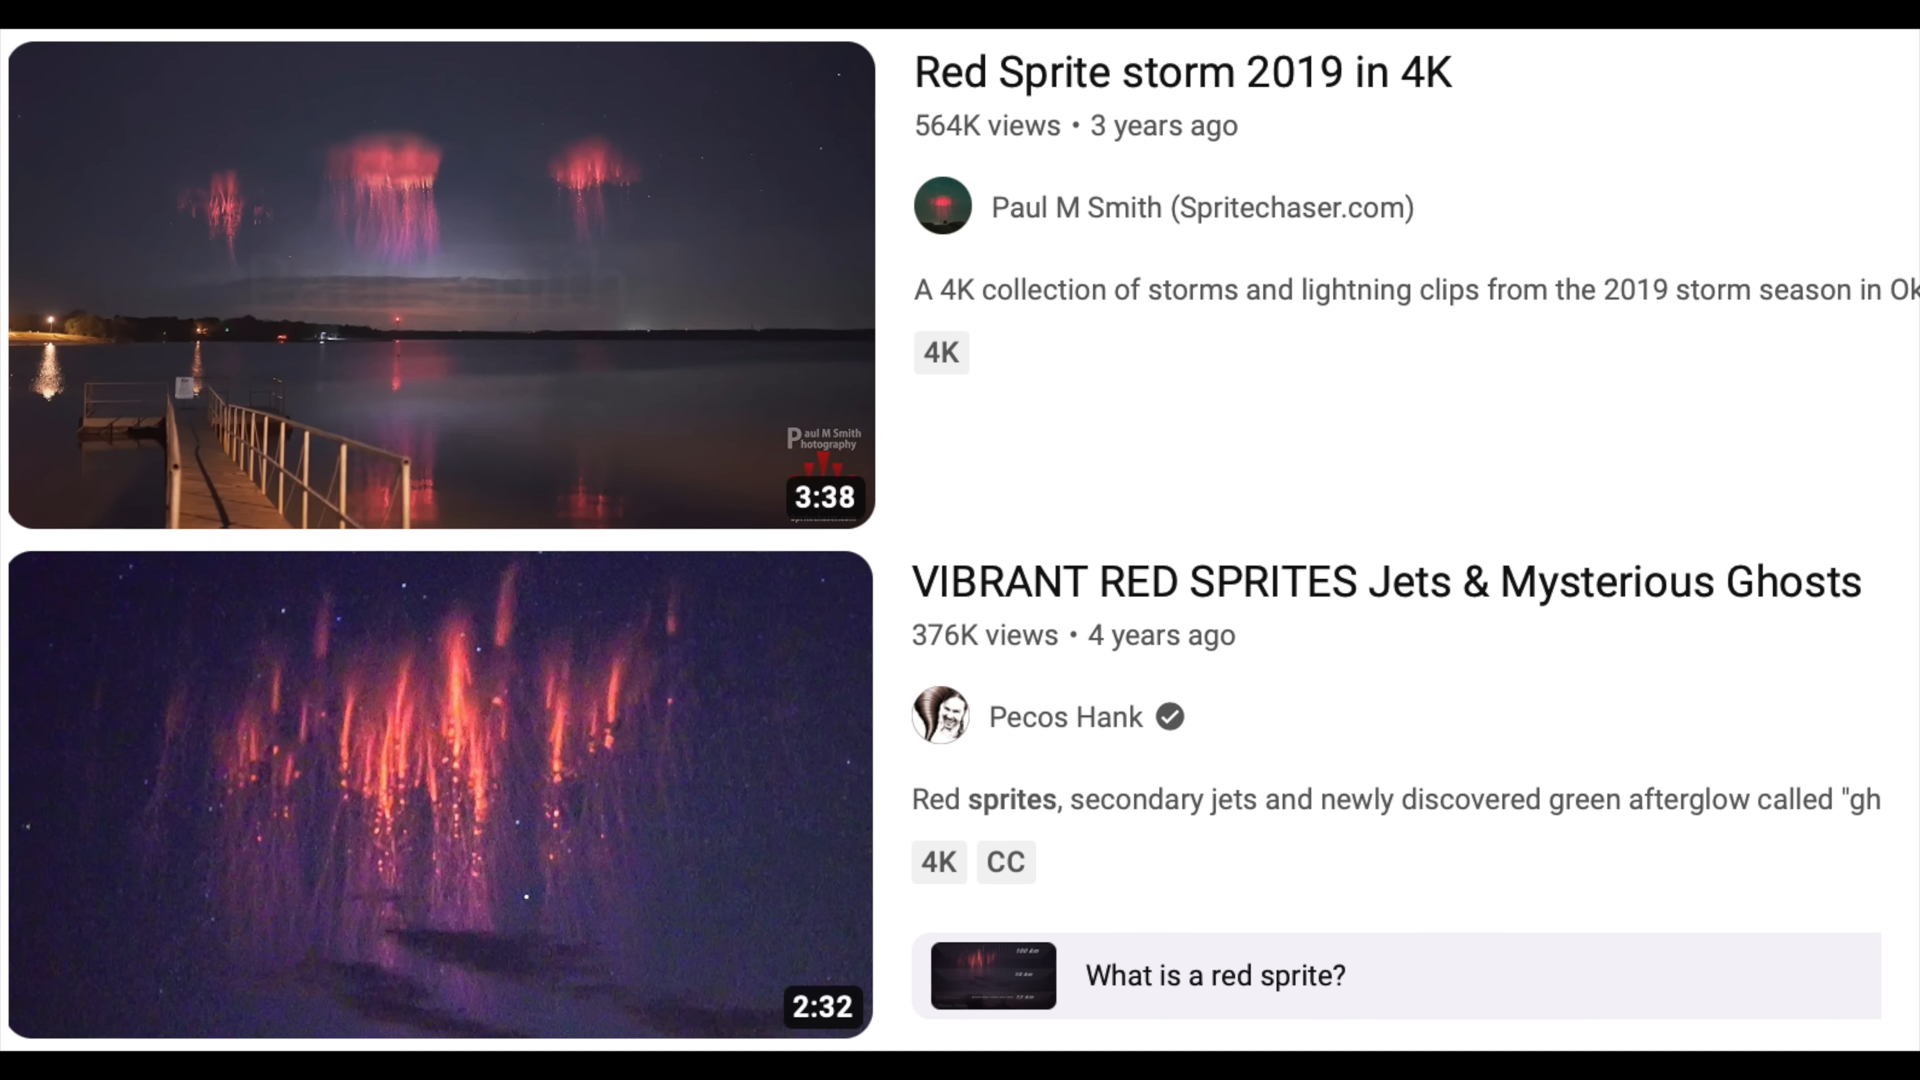 Red Sprite storm 2019 in 4K
564K views • 3 years ago
Paul M Smith (Spritechaser.com)
A 4K collection of storms and lightning clips from the 2019 storm season in Ok
4K
Paul M Smith
Photography
3:38
VIBRANT RED SPRITES Jets & Mysterious Ghosts
376K views • 4 years ago
Pecos Hank
Red sprites, secondary jets and newly discovered green afterglow called "gh
4K CC
What is a red sprite?
2:32